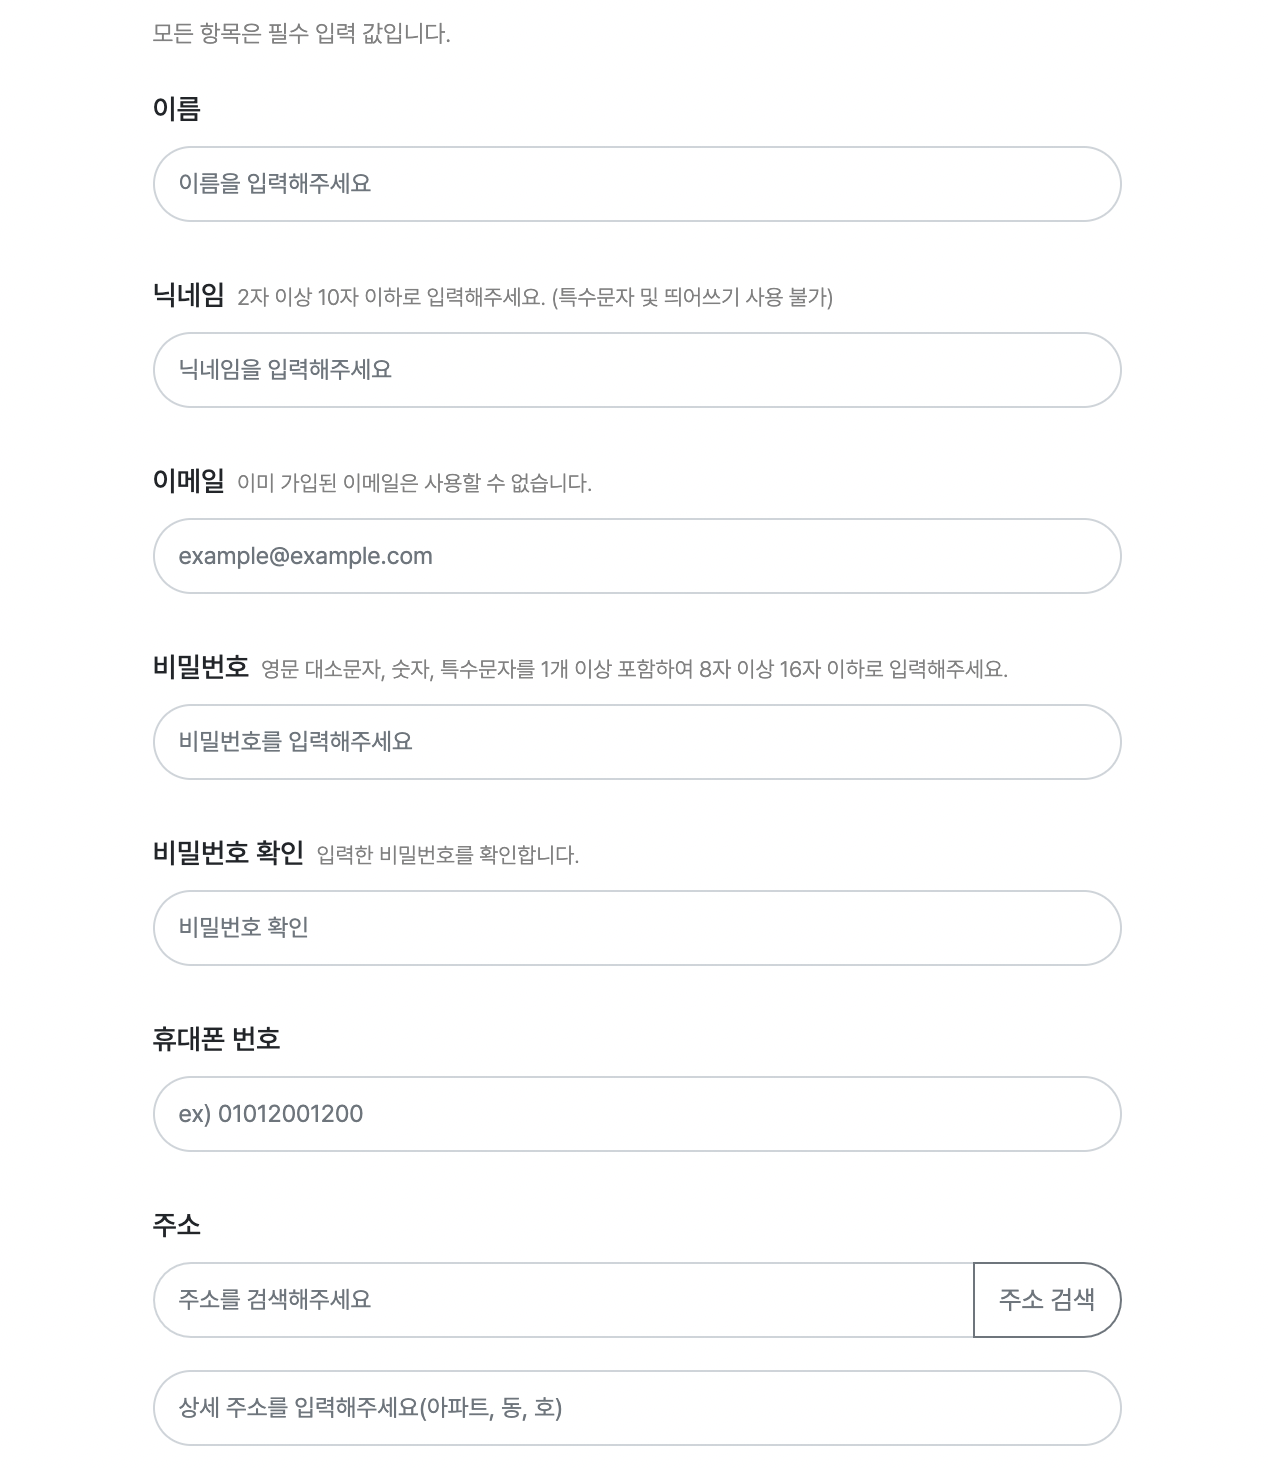 모든 항목은 필수 입력 값입니다.
이름
이름을 입력해주세요
닉네임 2자 이상 10자 이하로 입력해주세요. (특수문자 및 띄어쓰기 사용 불가)
닉네임을 입력해주세요
이메일 이미 가입된 이메일은 사용할 수 없습니다.
example@example.com
비밀번호 영문 대소문자, 숫자, 특수문자를 1개 이상 포함하여 8자 이상 16자 이하로 입력해주세요.
비밀번호를 입력해주세요
비밀번호 확인 입력한 비밀번호를 확인합니다.
비밀번호 확인
휴대폰 번호
ex) 01012001200
주소
주소를 검색해주세요 주소 검색
상세 주소를 입력해주세요(아파트, 동, 호)